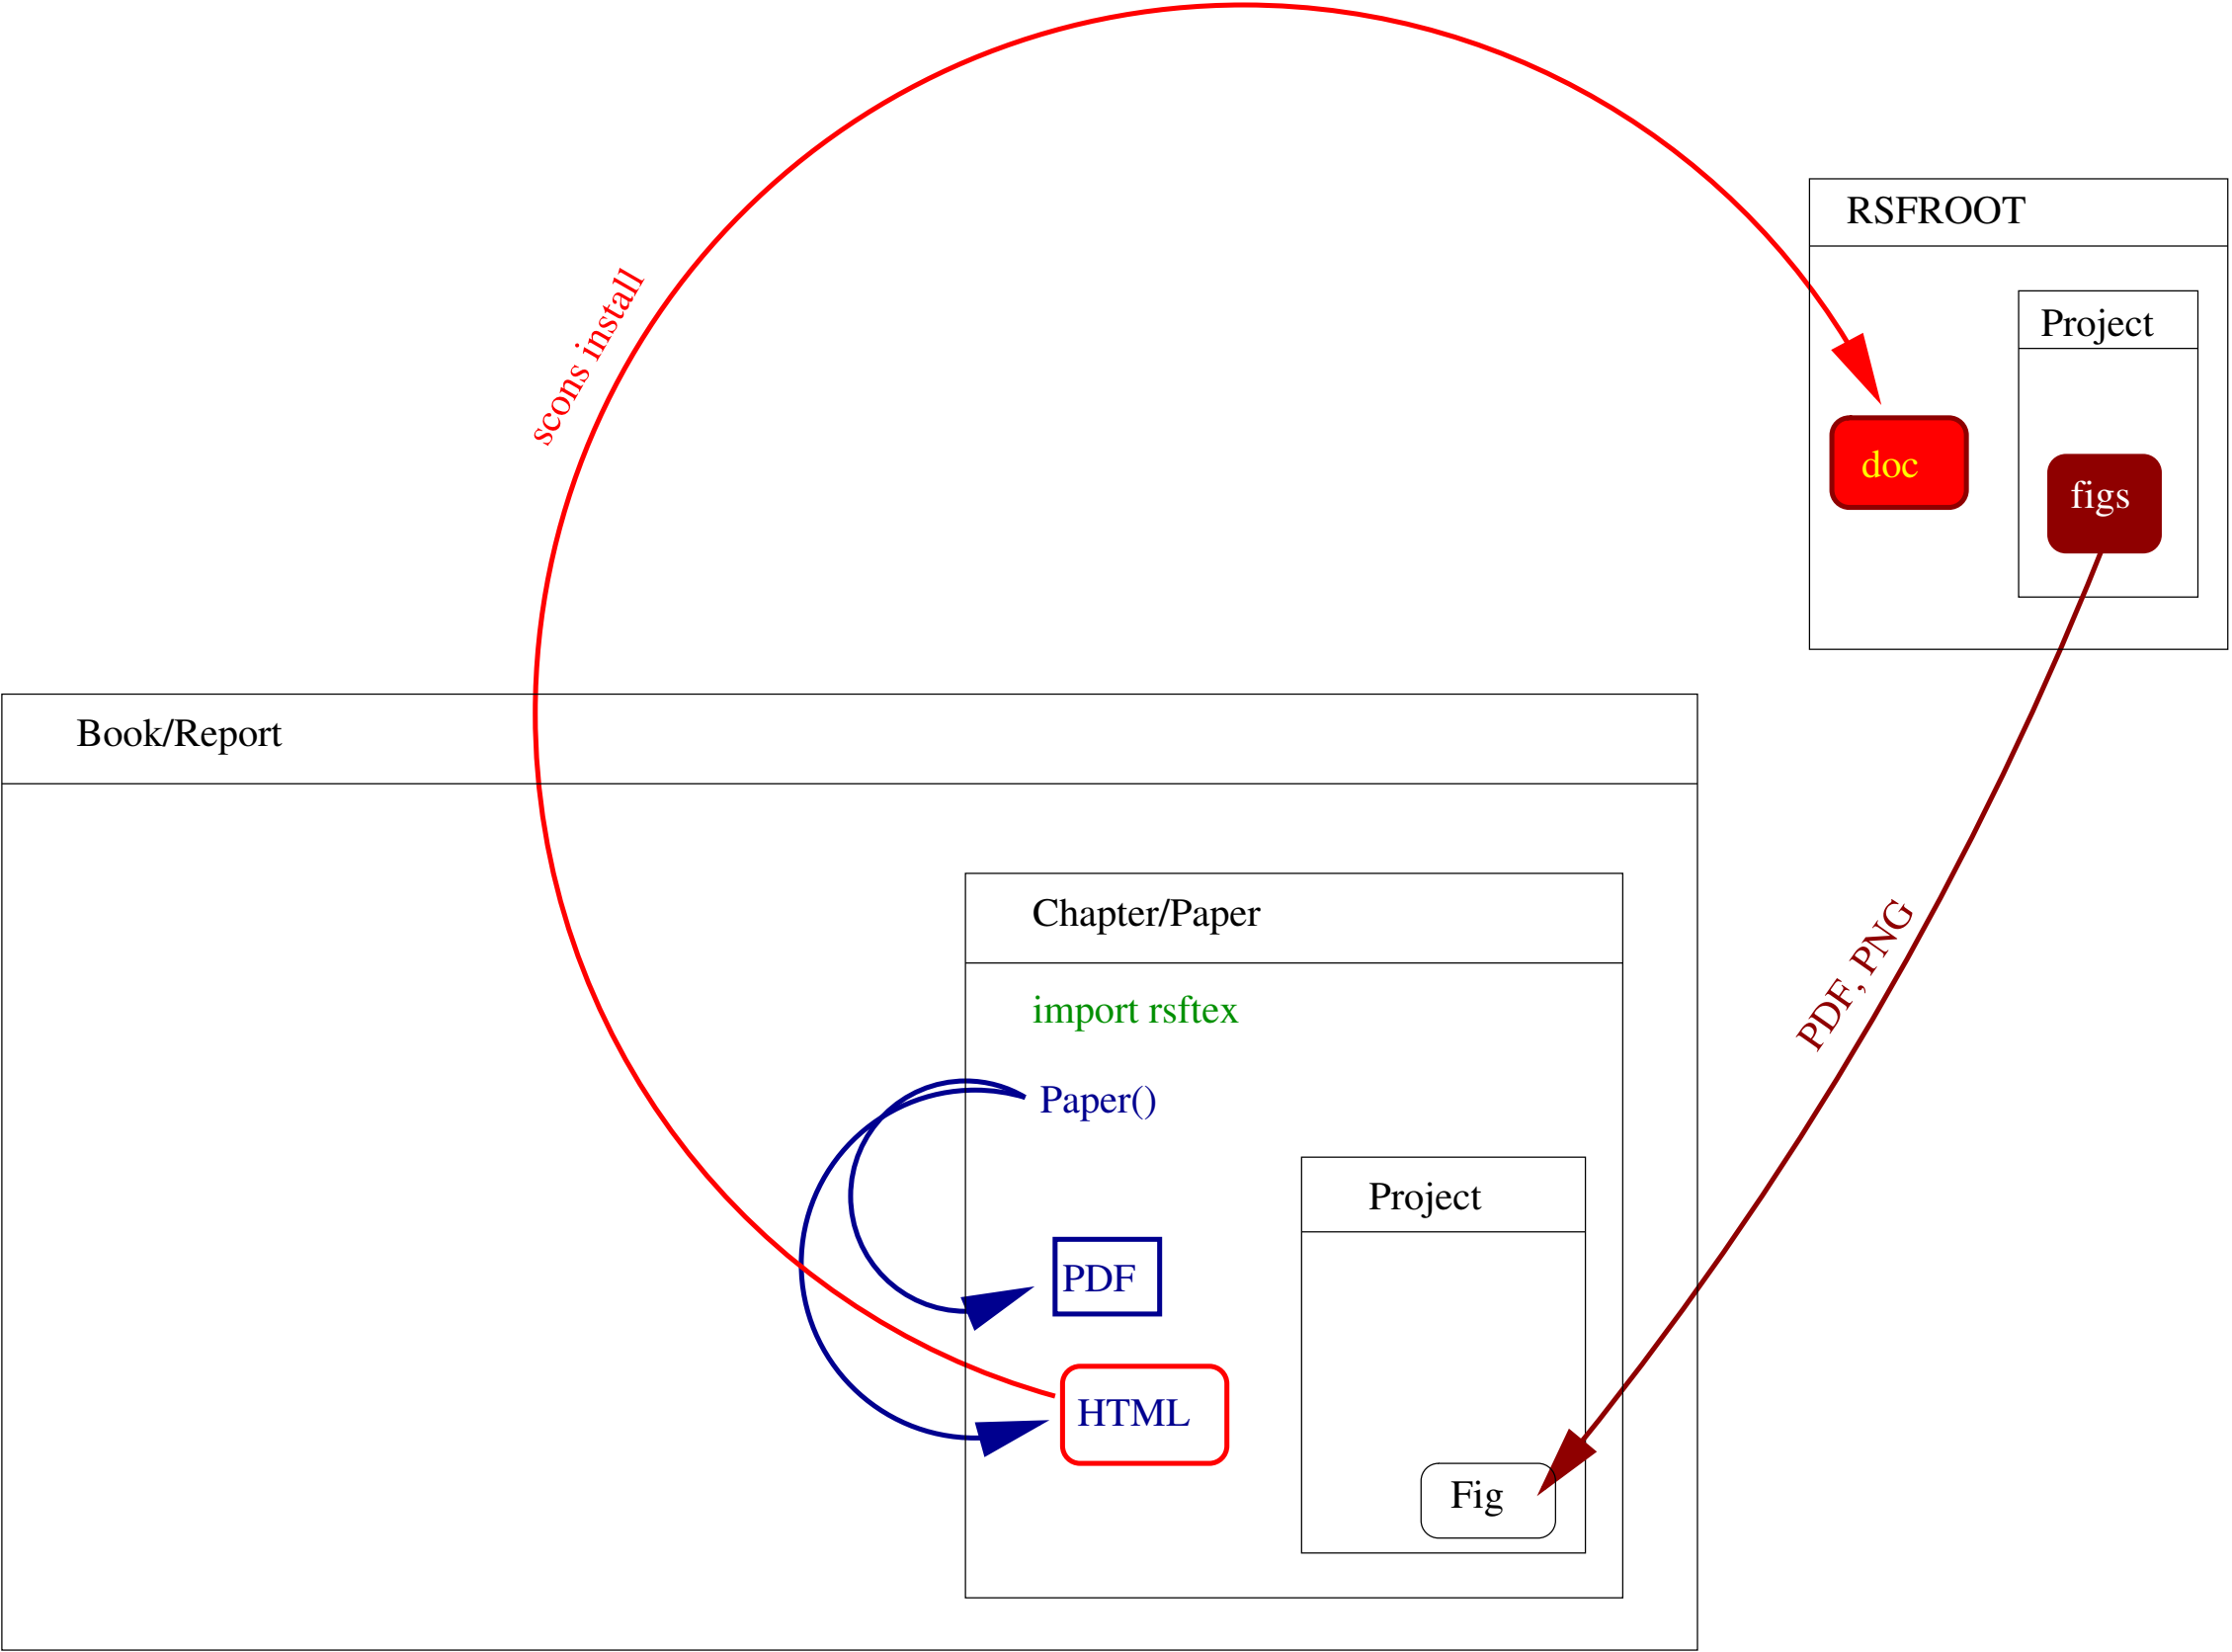 RSFROOT
scons install
Project
doc
figs
Book/Report
Chapter/Paper
PDF, PNG
import rsftex
Paper()
Project
PDF
HTML
Fig